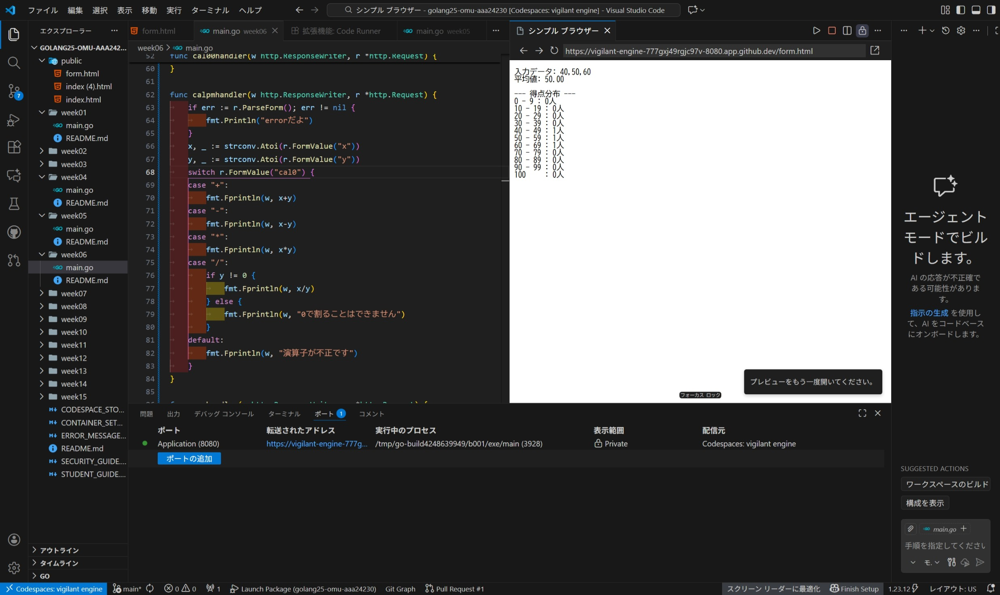 ファイル 編集 選択 表示 移動 実行 ターミナル ヘルプ
シンプル ブラウザー - golang25-omu-aaa24230 [Codespaces: vigilant engine] - Visual Studio Code
エクスプローラー
GOLANG25-OMU-AAA242...
public
form.html
index (4).html
index.html
week01
main.go
README.md
week02
week03
week04
main.go
README.md
week05
main.go
README.md
week06
main.go
README.md
week07
week08
week09
week10
week11
week12
week13
week14
week15
CODESPACE_STO...
CONTAINER_SET...
ERROR_MESSAGE...
README.md
SECURITY_GUIDE....
STUDENT_GUIDE....
アウトライン
タイムライン
GO
form.html
main.go week06
拡張機能: Code Runner
main.go week05
week06 > main.go
52 func cal00handler(w http.ResponseWriter, r *http.Request) {
60 }
61
62 func calpmhandler(w http.ResponseWriter, r *http.Request) {
63 if err := r.ParseForm(); err != nil {
64 fmt.Println("errorだよ")
65 }
66 x, _ := strconv.Atoi(r.FormValue("x"))
67 y, _ := strconv.Atoi(r.FormValue("y"))
68 switch r.FormValue("cal0") {
69 case "+":
70 fmt.Fprintln(w, x+y)
71 case "-":
72 fmt.Fprintln(w, x-y)
73 case "*":
74 fmt.Fprintln(w, x*y)
75 case "/":
76 if y != 0 {
77 fmt.Fprintln(w, x/y)
78 } else {
79 fmt.Fprintln(w, "0で割ることはできません")
80 }
81 default:
82 fmt.Fprintln(w, "演算子が不正です")
83 }
84 }
85
シンプル ブラウザー
https://vigilant-engine-777gxj49rgjc97v-8080.app.github.dev/form.html
入力データ: 40,50,60
平均値: 50.00
--- 得点分布 ---
0 - 9 : 0人
10 - 19 : 0人
20 - 29 : 0人
30 - 39 : 0人
40 - 49 : 1人
50 - 59 : 1人
60 - 69 : 1人
70 - 79 : 0人
80 - 89 : 0人
90 - 99 : 0人
100 : 0人
プレビューをもう一度開いてください。
フォーカス ロック
問題 出力 デバッグ コンソール ターミナル ポート 1 コメント
ポート 転送されたアドレス 実行中のプロセス 表示範囲 配信元
Application (8080) https://vigilant-engine-777g... /tmp/go-build4248639949/b001/exe/main (3928) Private Codespaces: vigilant engine
ポートの追加
エージェント
モードでビル
ドします。
AI の応答が不正確で
ある可能性がありま
す。
指示の生成 を使用し
て、AI をコードベース
にオンボードします。
SUGGESTED ACTIONS
ワークスペースのビルド
構成を表示
main.go
手順を指定してください
モ.
7
Codespaces: vigilant engine main* 0 0 1 Launch Package (golang25-omu-aaa24230) Git Graph Pull Request #1 スクリーン リーダーに最適化 Finish Setup 1.23.12 レイアウト: US